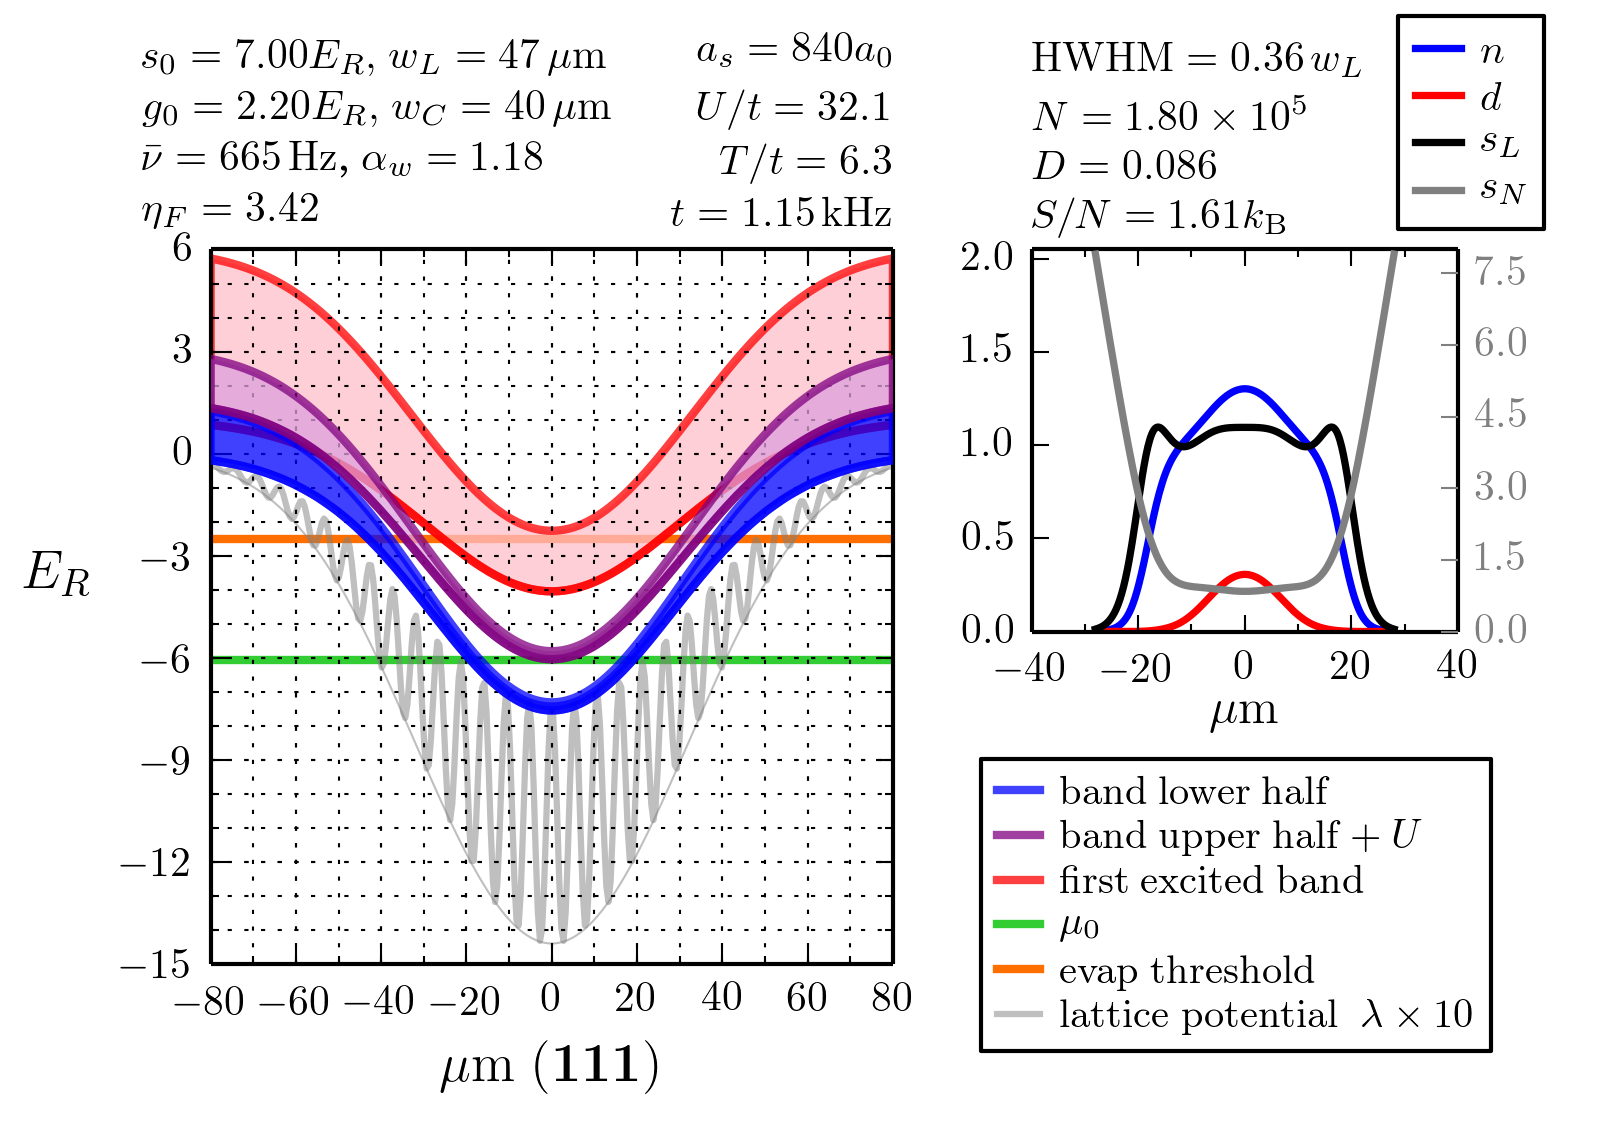 s₀ = 7.00E_R, w_L = 47 μm
g₀ = 2.20E_R, w_C = 40 μm
ν̄ = 665 Hz, α_w = 1.18
η_F = 3.42
a_s = 840a₀
U/t = 32.1
T/t = 6.3
t = 1.15 kHz
HWHM = 0.36 w_L
N = 1.80 × 10⁵
D = 0.086
S/N = 1.61k_B
n
d
s_L
s_N
6
3
0
−3
−6
−9
−12
−15
E_R
−80 −60 −40 −20 0 20 40 60 80
μm (111)
2.0
1.5
1.0
0.5
0.0
7.5
6.0
4.5
3.0
1.5
0.0
−40 −20 0 20 40
μm
band lower half
band upper half + U
first excited band
μ₀
evap threshold
lattice potential λ × 10